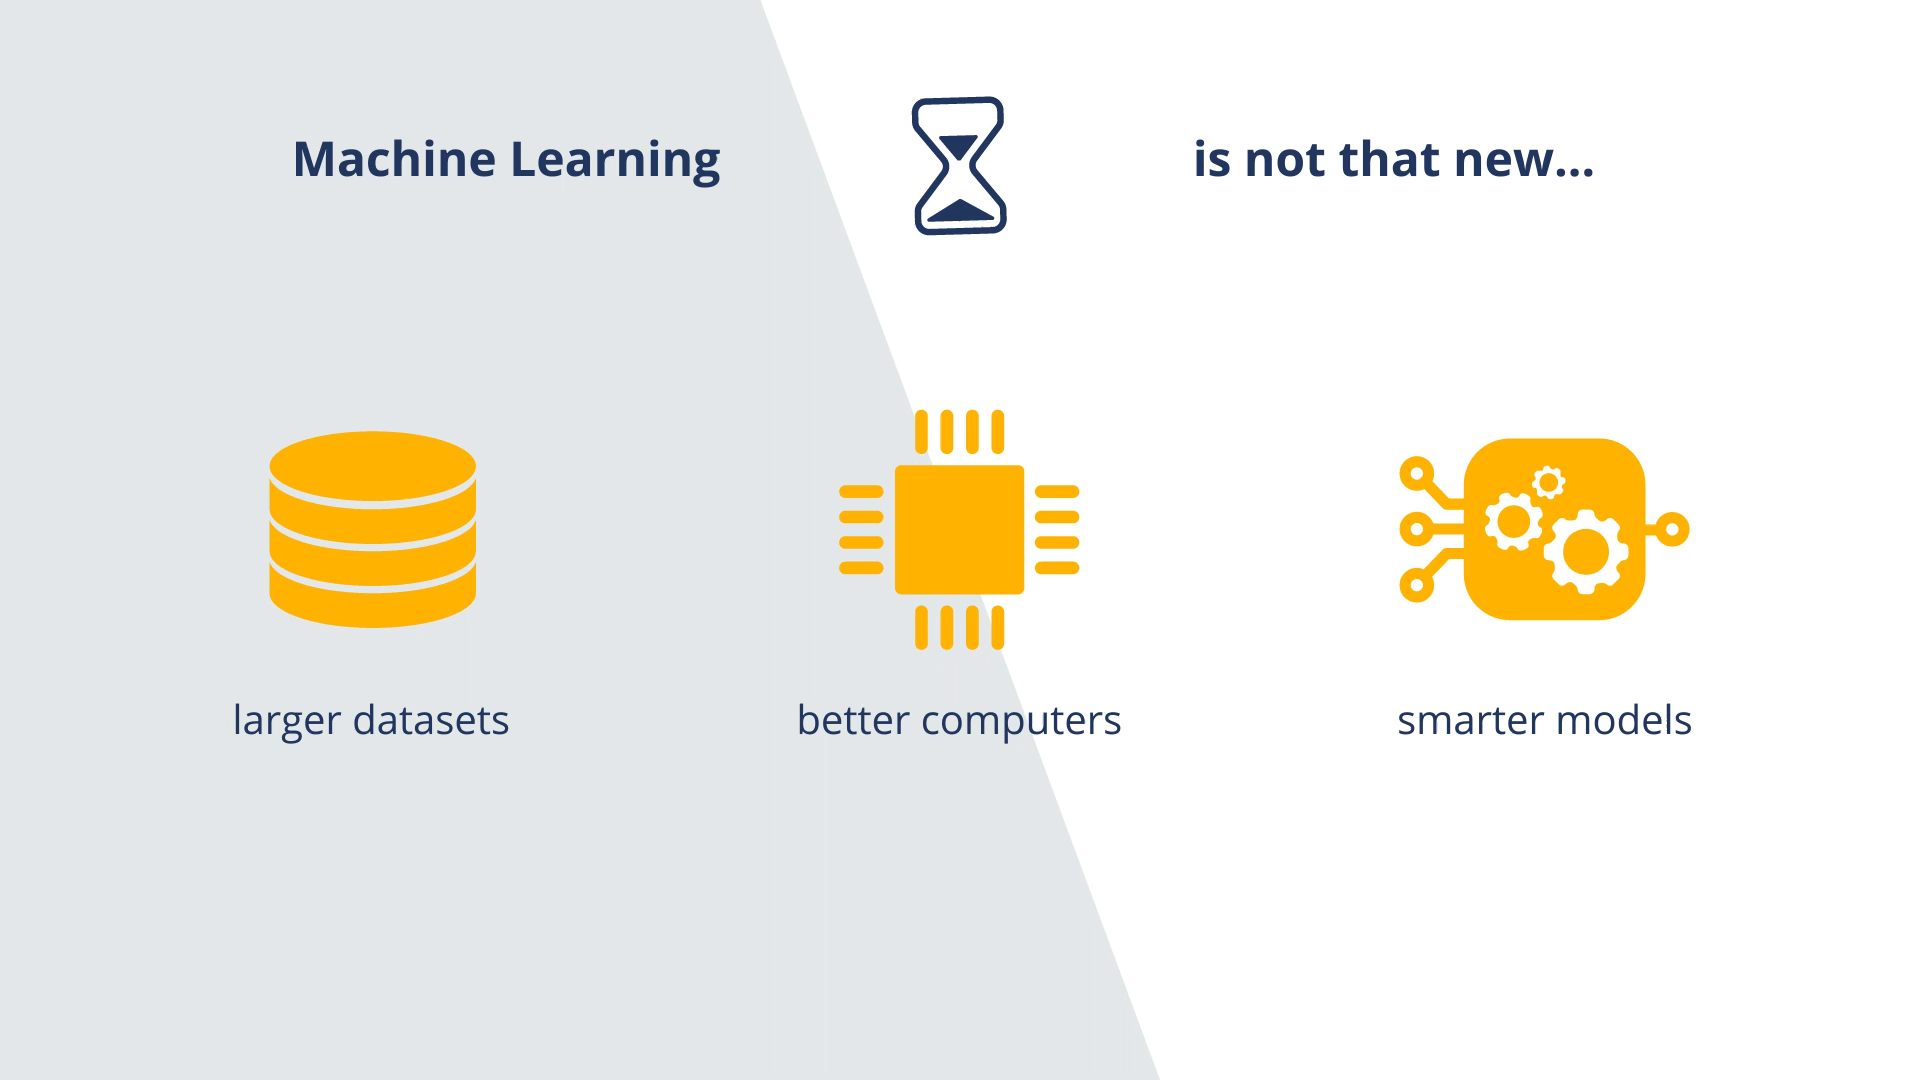 Machine Learning
is not that new...
larger datasets
better computers
smarter models